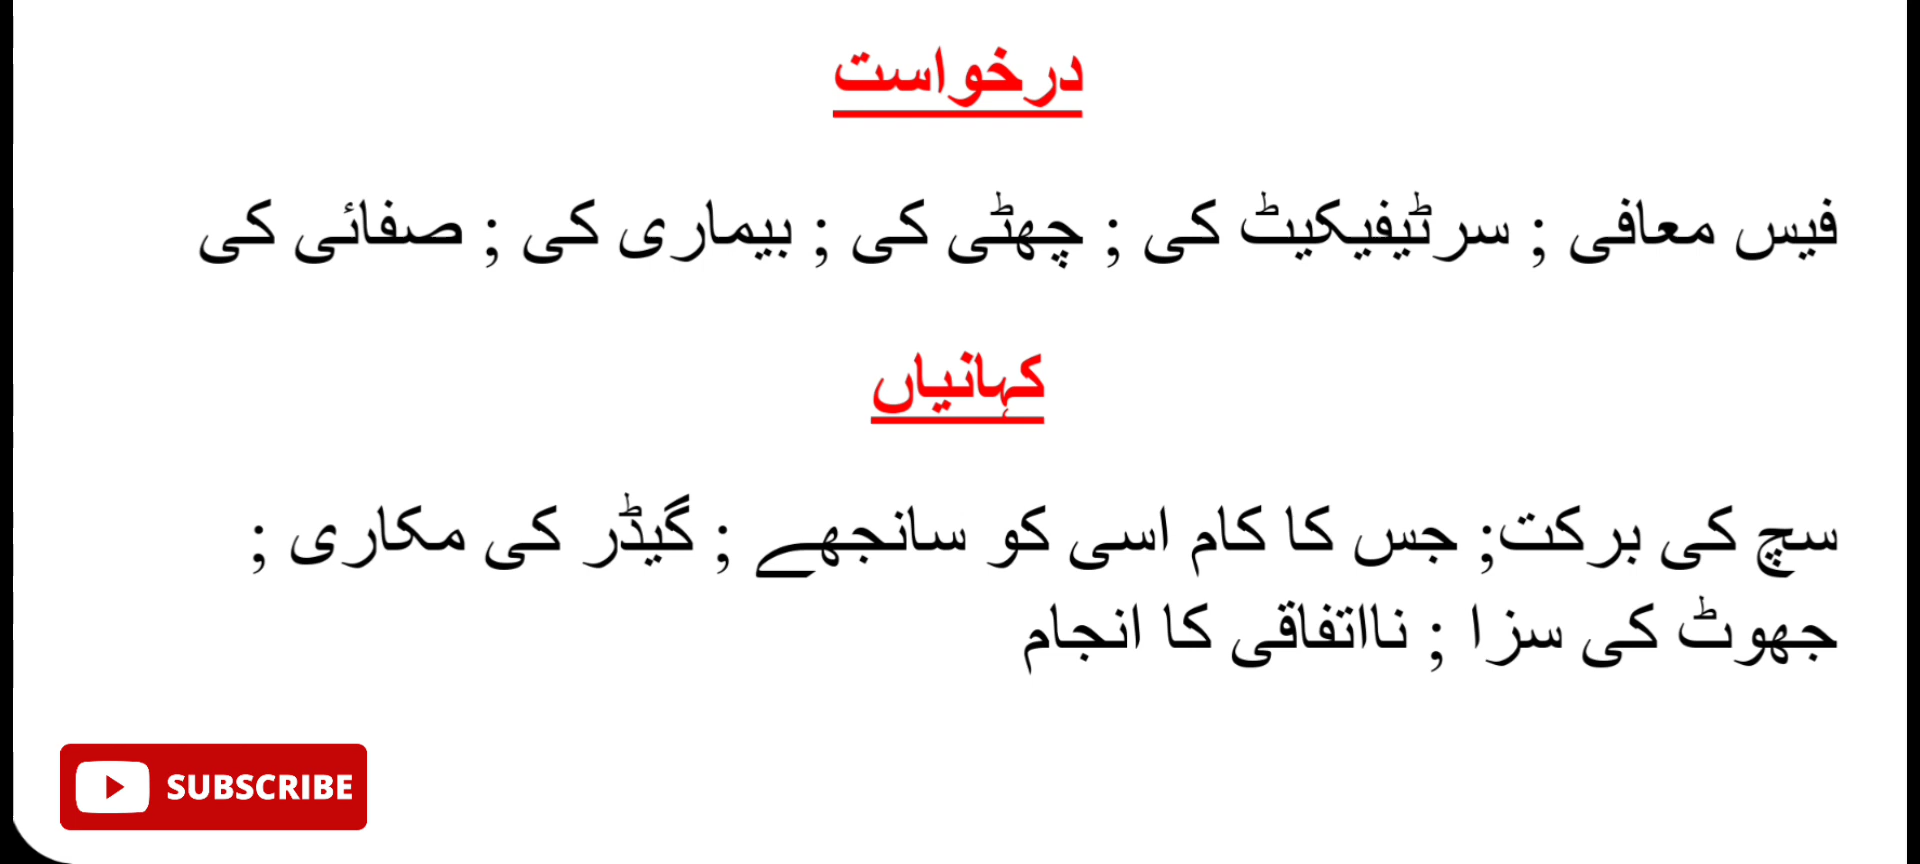 درخواست
فیس معافی ; سرٹیفیکیٹ کی ; چھٹی کی ; بیماری کی ; صفائی کی
کہانیاں
سچ کی برکت; جس کا کام اسی کو سانجھے ; گیڈر کی مکاری ;
جھوٹ کی سزا ; نااتفاقی کا انجام
SUBSCRIBE